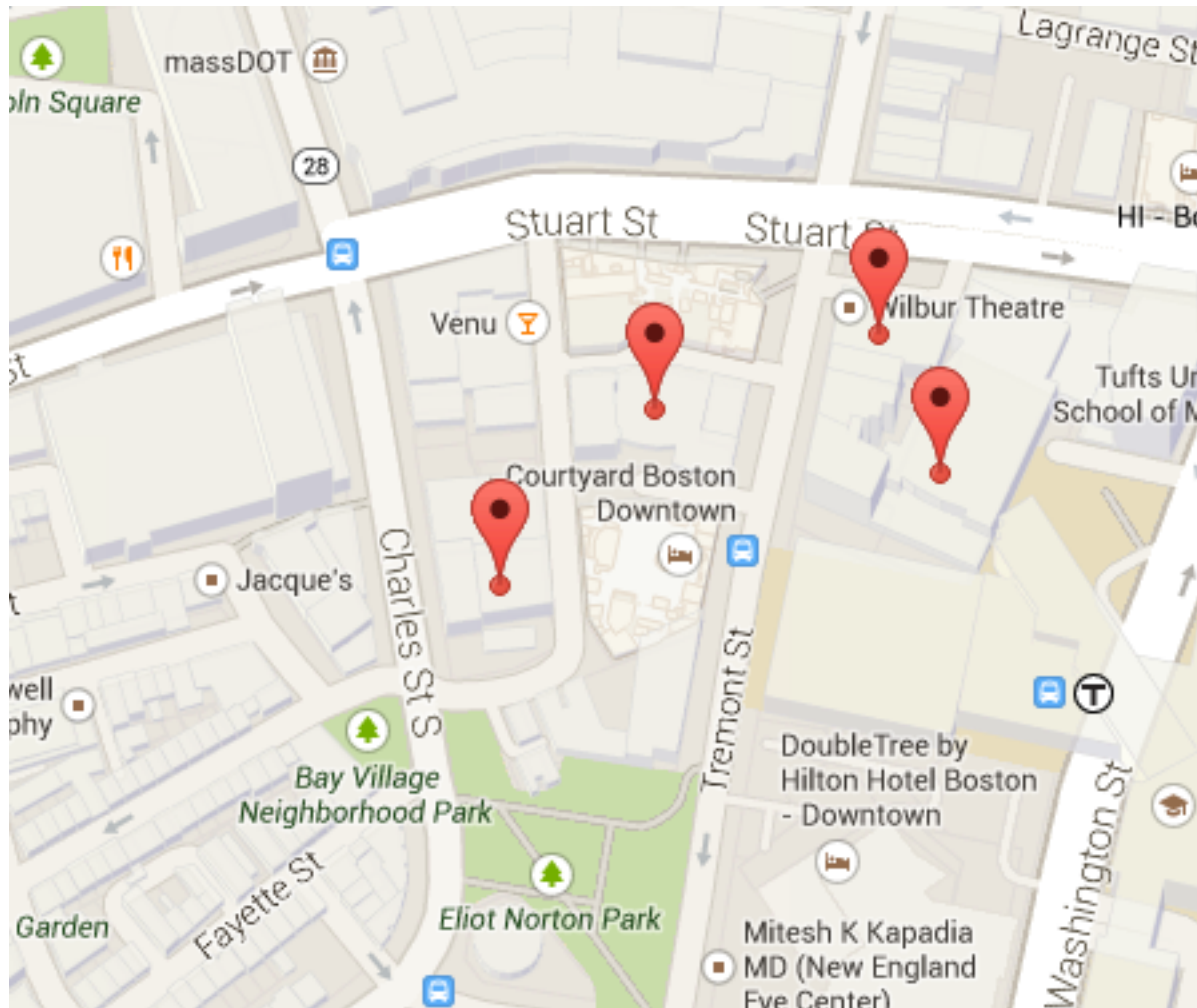 Lagrange St
massDOT
oln Square
28
HI - Bo
Stuart St
Stuart St
Venu
Wilbur Theatre
St
Tufts Un
School of M
Courtyard Boston
Downtown
Jacque's
Charles St S
well
phy
Tremont St
T
Bay Village
Neighborhood Park
DoubleTree by
Hilton Hotel Boston
- Downtown
Washington St
Fayette St
Garden
Eliot Norton Park
Mitesh K Kapadia
MD (New England
Eye Center)